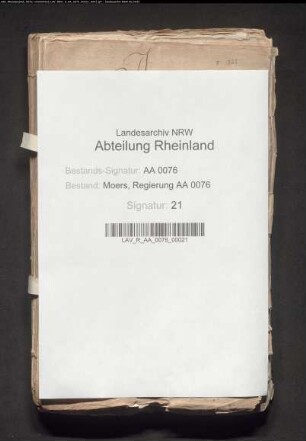 Landesarchiv NRW
Abteilung Rheinland
Bestands-Signatur: AA 0076
Bestand: Moers, Regierung AA 0076
Signatur: 21
LAV_R_AA_0076_00021